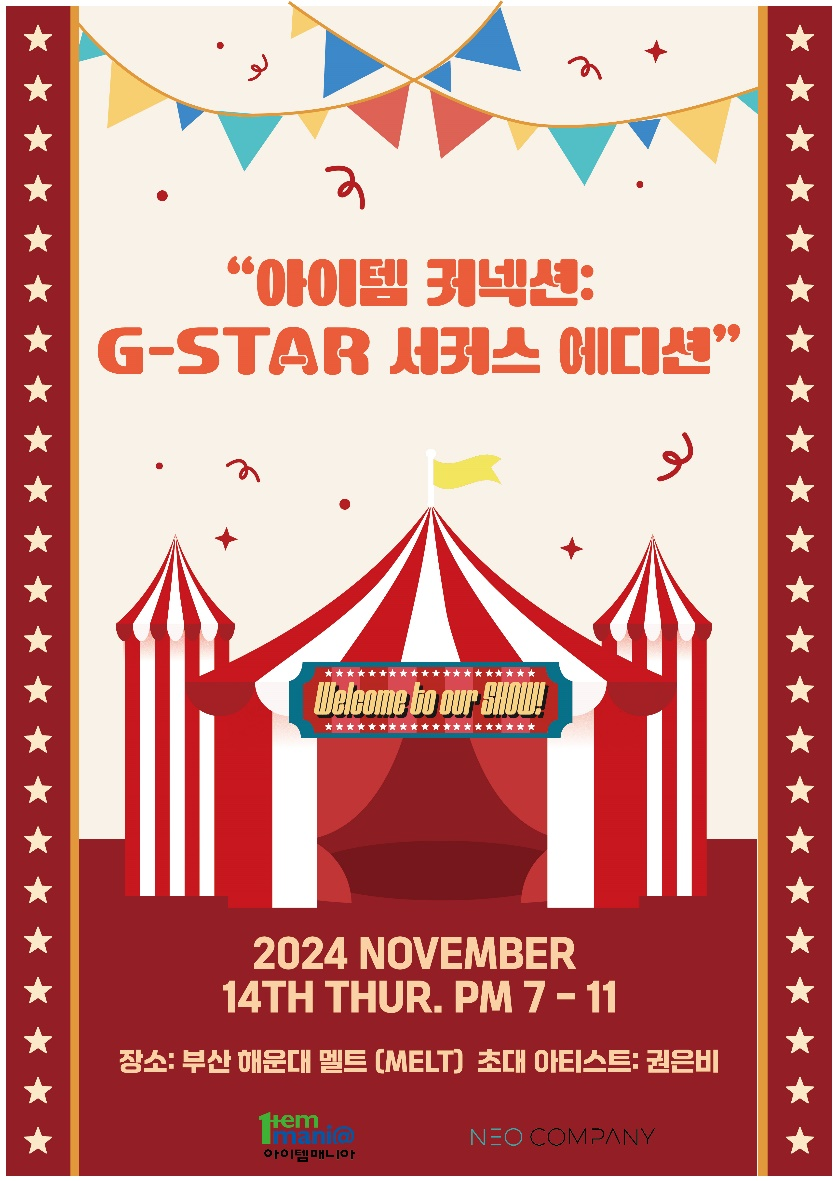 “아이템 커넥션:
G-STAR 서커스 에디션”
Welcome to our SHOW!
2024 NOVEMBER
14TH THUR. PM 7 - 11
장소: 부산 해운대 멜트 (MELT) 초대 아티스트: 권은비
Item
mani@
아이템매니아
NEO COMPANY